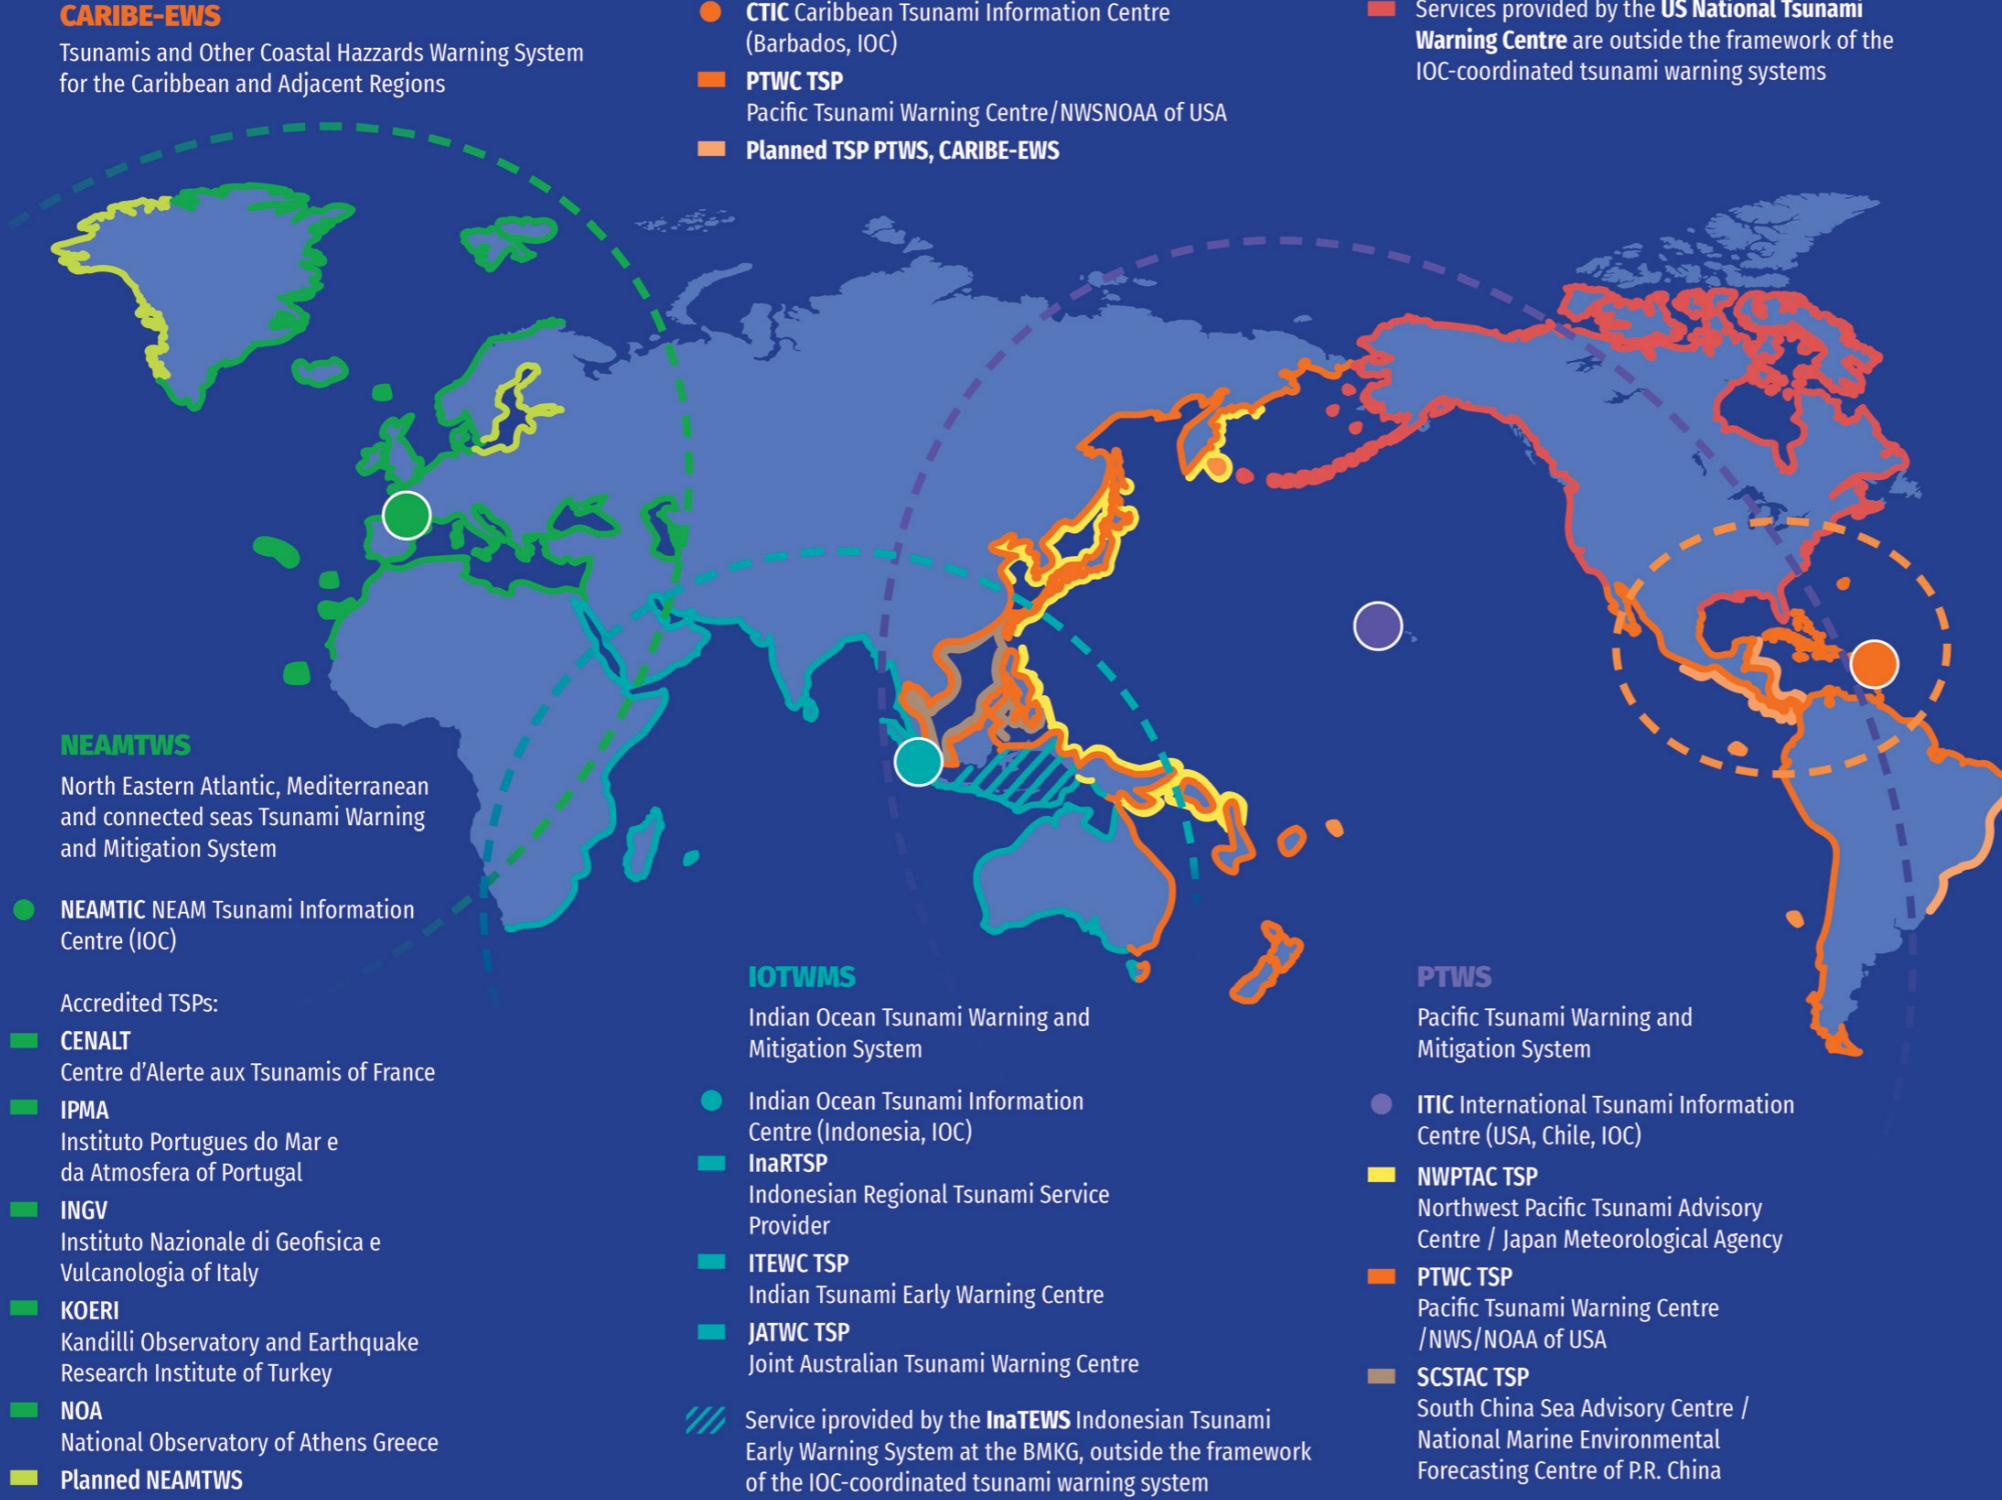 CARIBE-EWS
Tsunamis and Other Coastal Hazzards Warning System
for the Caribbean and Adjacent Regions
CTIC Caribbean Tsunami Information Centre
(Barbados, IOC)
PTWC TSP
Pacific Tsunami Warning Centre/NWSNOAA of USA
Planned TSP PTWS, CARIBE-EWS
Services provided by the US National Tsunami
Warning Centre are outside the framework of the
IOC-coordinated tsunami warning systems
NEAMTWS
North Eastern Atlantic, Mediterranean
and connected seas Tsunami Warning
and Mitigation System
NEAMTIC NEAM Tsunami Information
Centre (IOC)
Accredited TSPs:
CENALT
Centre d'Alerte aux Tsunamis of France
IPMA
Instituto Portugues do Mar e
da Atmosfera of Portugal
INGV
Instituto Nazionale di Geofisica e
Vulcanologia of Italy
KOERI
Kandilli Observatory and Earthquake
Research Institute of Turkey
NOA
National Observatory of Athens Greece
Planned NEAMTWS
IOTWMS
Indian Ocean Tsunami Warning and
Mitigation System
Indian Ocean Tsunami Information
Centre (Indonesia, IOC)
InaRTSP
Indonesian Regional Tsunami Service
Provider
ITEWC TSP
Indian Tsunami Early Warning Centre
JATWC TSP
Joint Australian Tsunami Warning Centre
Service iprovided by the InaTEWS Indonesian Tsunami
Early Warning System at the BMKG, outside the framework
of the IOC-coordinated tsunami warning system
PTWS
Pacific Tsunami Warning and
Mitigation System
ITIC International Tsunami Information
Centre (USA, Chile, IOC)
NWPTAC TSP
Northwest Pacific Tsunami Advisory
Centre / Japan Meteorological Agency
PTWC TSP
Pacific Tsunami Warning Centre
/NWS/NOAA of USA
SCSTAC TSP
South China Sea Advisory Centre /
National Marine Environmental
Forecasting Centre of P.R. China